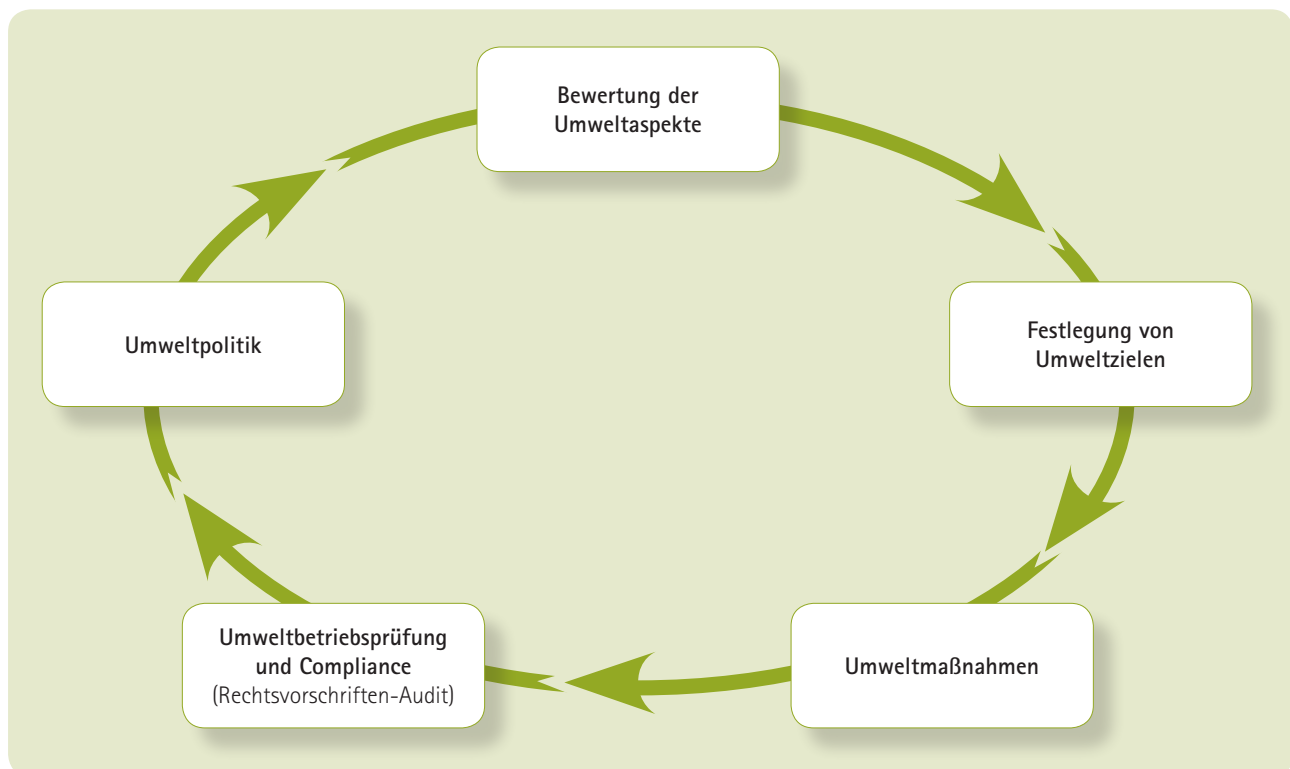 Bewertung der
Umweltaspekte
Umweltpolitik
Festlegung von
Umweltzielen
Umweltbetriebsprüfung
und Compliance
(Rechtsvorschriften-Audit)
Umweltmaßnahmen